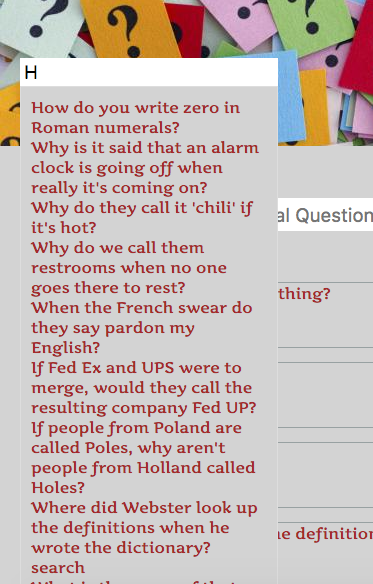 H
How do you write zero in
Roman numerals?
Why is it said that an alarm
clock is going off when
really it's coming on?
Why do they call it 'chili' if
it's hot?
Why do we call them
restrooms when no one
goes there to rest?
When the French swear do
they say pardon my
English?
If Fed Ex and UPS were to
merge, would they call the
resulting company Fed UP?
If people from Poland are
called Poles, why aren't
people from Holland called
Holes?
Where did Webster look up
the definitions when he
wrote the dictionary?
search
al Question
thing?
definition